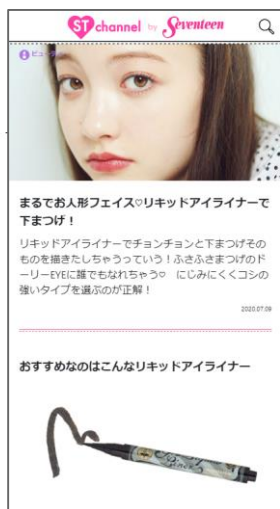 ST channel by Seventeen
ビューティ
まるでお人形フェイス♡リキッドアイライナーで
下まつげ！
リキッドアイライナーでチョンチョンと下まつげその
ものを描きたしちゃうっていう！ふさふさまつげのド
ーリーEYEに誰でもなれちゃう♡　にじみにくくコシの
強いタイプを選ぶのが正解！
2020.07.09
おすすめなのはこんなリキッドアイライナー